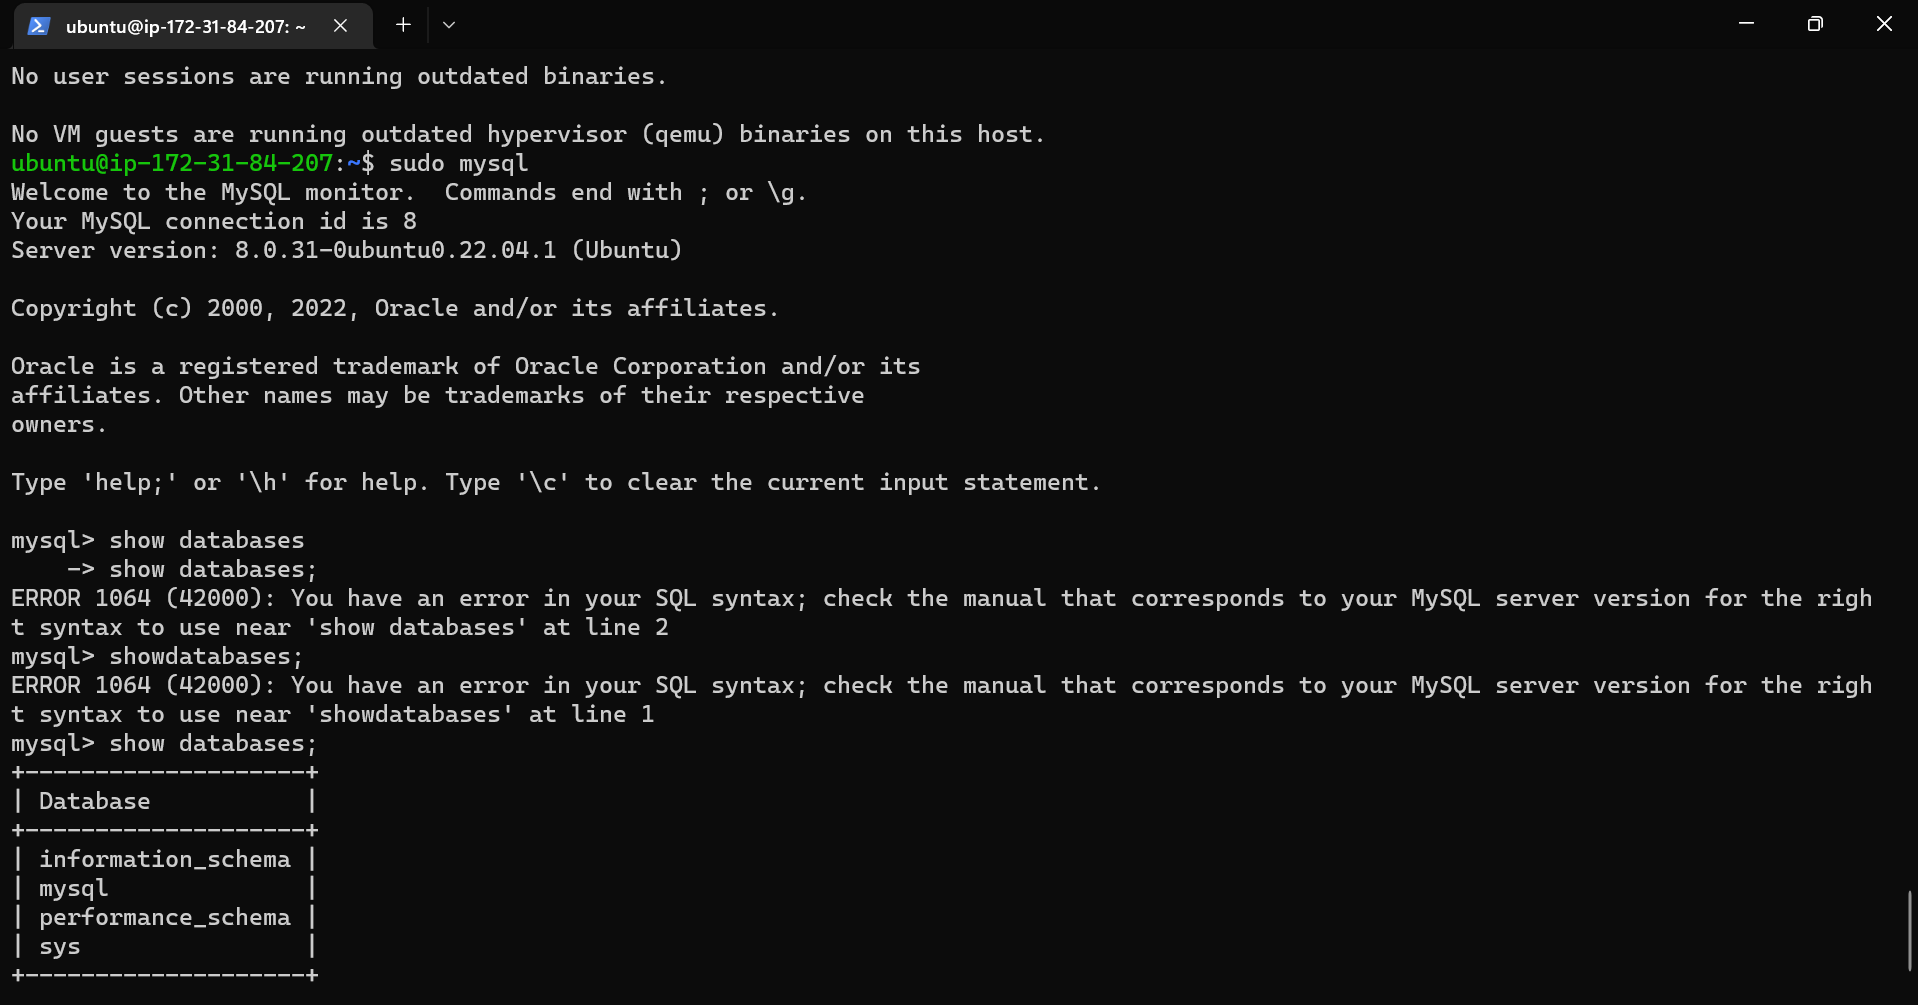 ubuntu@ip-172-31-84-207: ~
No user sessions are running outdated binaries.
No VM guests are running outdated hypervisor (qemu) binaries on this host.
ubuntu@ip-172-31-84-207:~$ sudo mysql
Welcome to the MySQL monitor.  Commands end with ; or \g.
Your MySQL connection id is 8
Server version: 8.0.31-0ubuntu0.22.04.1 (Ubuntu)
Copyright (c) 2000, 2022, Oracle and/or its affiliates.
Oracle is a registered trademark of Oracle Corporation and/or its
affiliates. Other names may be trademarks of their respective
owners.
Type 'help;' or '\h' for help. Type '\c' to clear the current input statement.
mysql> show databases
    -> show databases;
ERROR 1064 (42000): You have an error in your SQL syntax; check the manual that corresponds to your MySQL server version for the righ
t syntax to use near 'show databases' at line 2
mysql> showdatabases;
ERROR 1064 (42000): You have an error in your SQL syntax; check the manual that corresponds to your MySQL server version for the righ
t syntax to use near 'showdatabases' at line 1
mysql> show databases;
+--------------------+
| Database           |
+--------------------+
| information_schema |
| mysql              |
| performance_schema |
| sys                |
+--------------------+